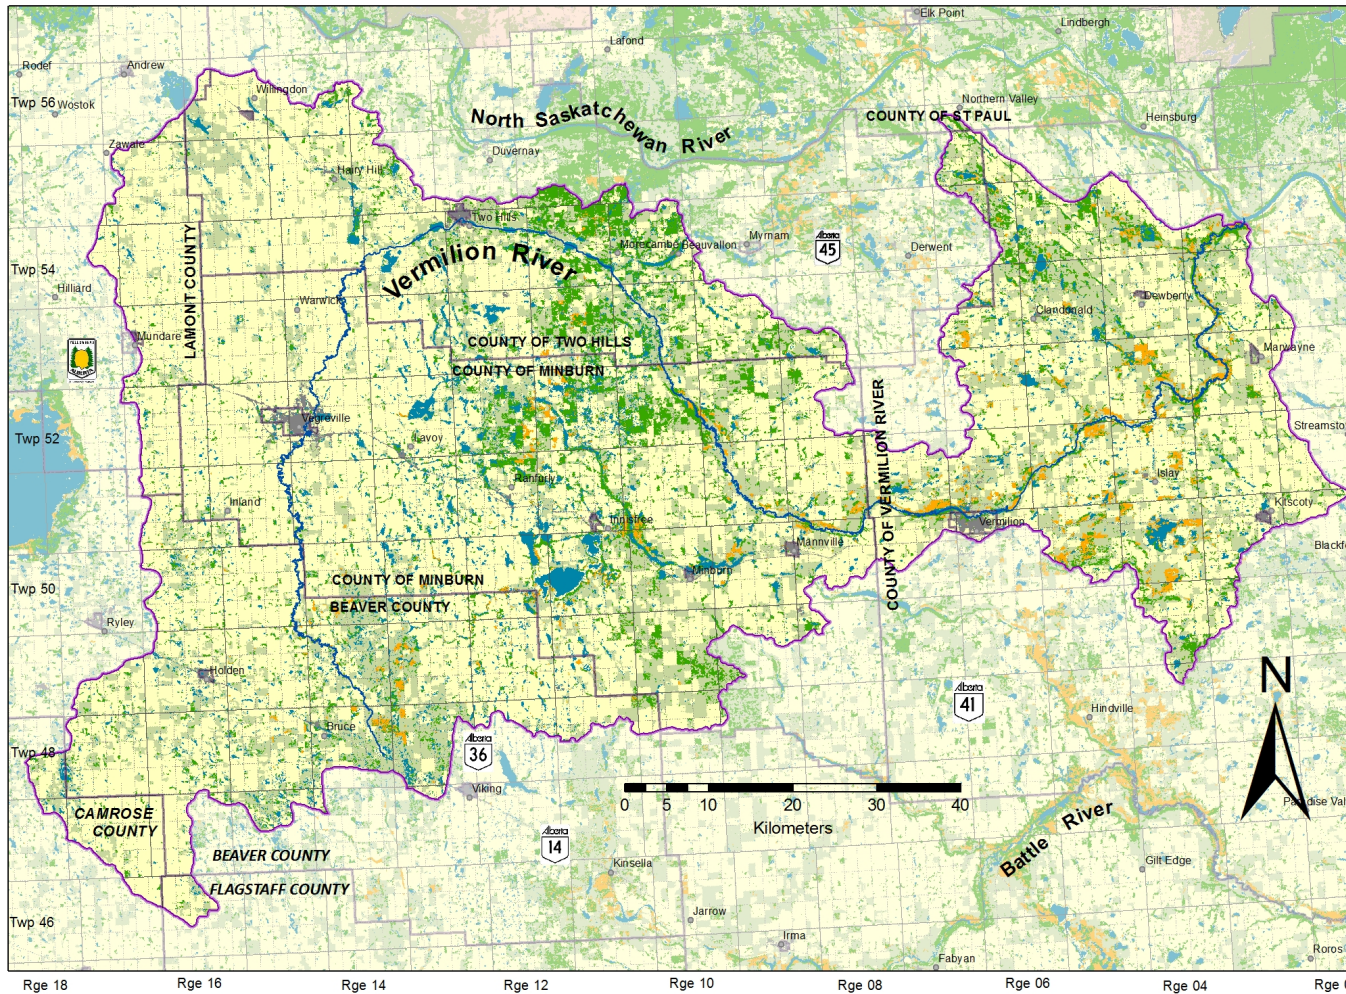 Elk Point
Lindbergh
Lafond
Rodef
Andrew
Willingdon
Twp 56
Wostok
Northern Valley
COUNTY OF ST PAUL
Heinsburg
North Saskatchewan River
Zawale
Duvernay
Hairy Hill
Two Hills
Morecambe
Beauvallon
Myrnam
Alberta
45
Derwent
LAMONT COUNTY
Vermilion River
Twp 54
Hilliard
Warwick
Dewberry
Clandonald
Mundare
YELLOWHEAD
COUNTY OF TWO HILLS
COUNTY OF MINBURN
Marwayne
COUNTY OF VERMILION RIVER
Vegreville
Twp 52
Lavoy
Streamsto
Ranfurly
Islay
Inland
Innisfree
Vermilion
Kitscoty
Mannville
Blackf
Minburn
COUNTY OF MINBURN
Twp 50
BEAVER COUNTY
Ryley
Holden
N
Alberta
41
Hindville
Bruce
Alberta
36
Twp 48
Viking
0 5 10 20 30 40
Kilometers
Paradise Val
CAMROSE
COUNTY
Battle River
Alberta
14
BEAVER COUNTY
FLAGSTAFF COUNTY
Kinsella
Gilt Edge
Jarrow
Twp 46
Irma
Fabyan
Roros
Rge 18
Rge 16
Rge 14
Rge 12
Rge 10
Rge 08
Rge 06
Rge 04
Rge 0